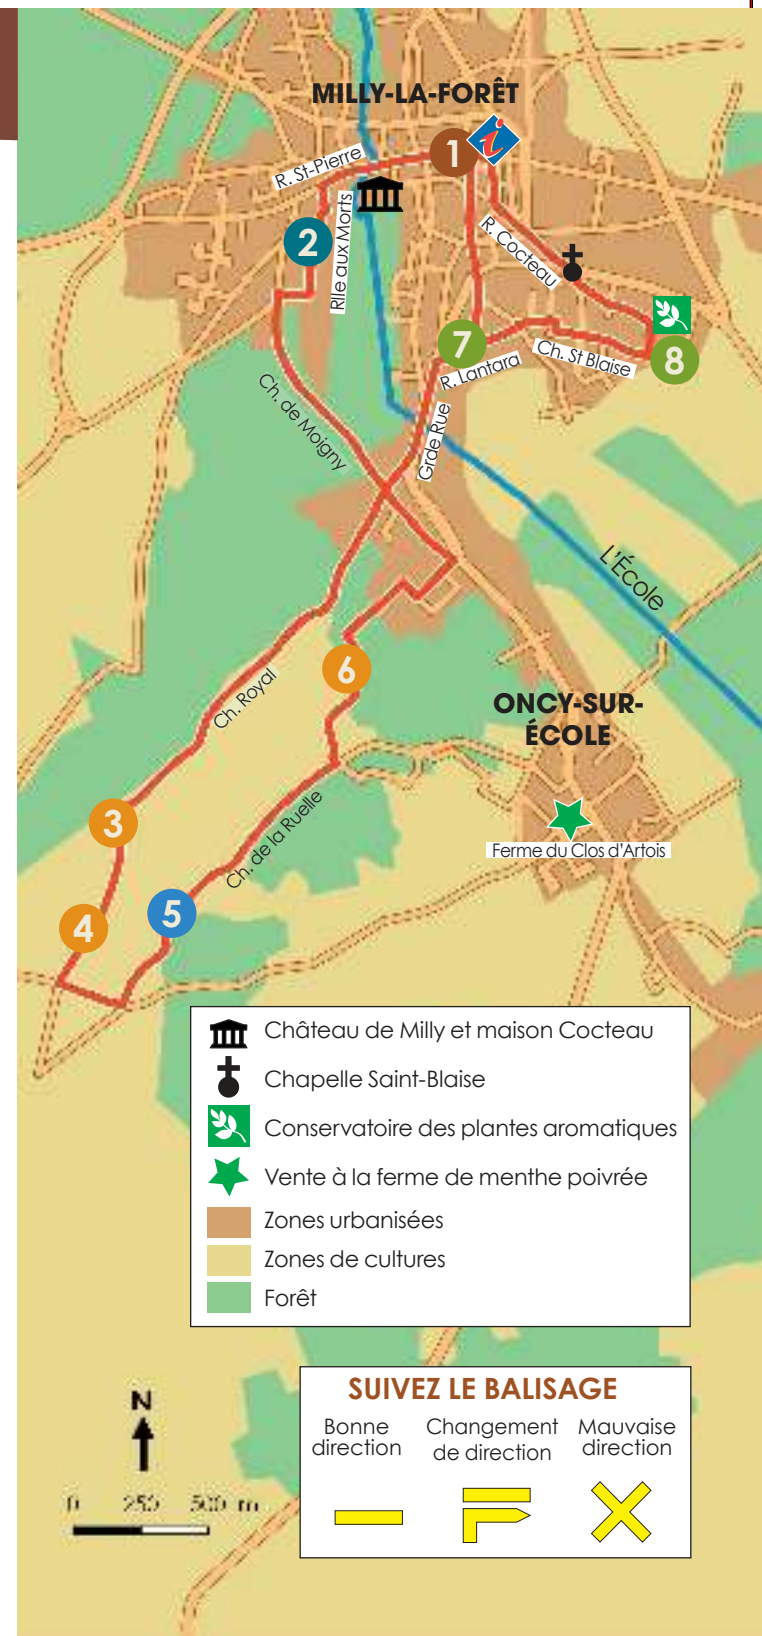 MILLY-LA-FORÊT
1
i
R. St-Pierre
Rlle aux Morts
2
R. Cocteau
7
R. Lantara
Ch. St Blaise
8
Ch. de Moigny
Grde Rue
L'École
6
Ch. Royal
ONCY-SUR-
ÉCOLE
3
Ch. de la Ruelle
Ferme du Clos d'Artois
4
5
Château de Milly et maison Cocteau
Chapelle Saint-Blaise
Conservatoire des plantes aromatiques
Vente à la ferme de menthe poivrée
Zones urbanisées
Zones de cultures
Forêt
N
0 250 500 m
SUIVEZ LE BALISAGE
Bonne
direction
Changement
de direction
Mauvaise
direction